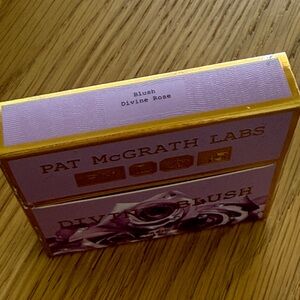 Blush
Divine Rose
PAT McGRATH LABS
DIVINE BLUSH